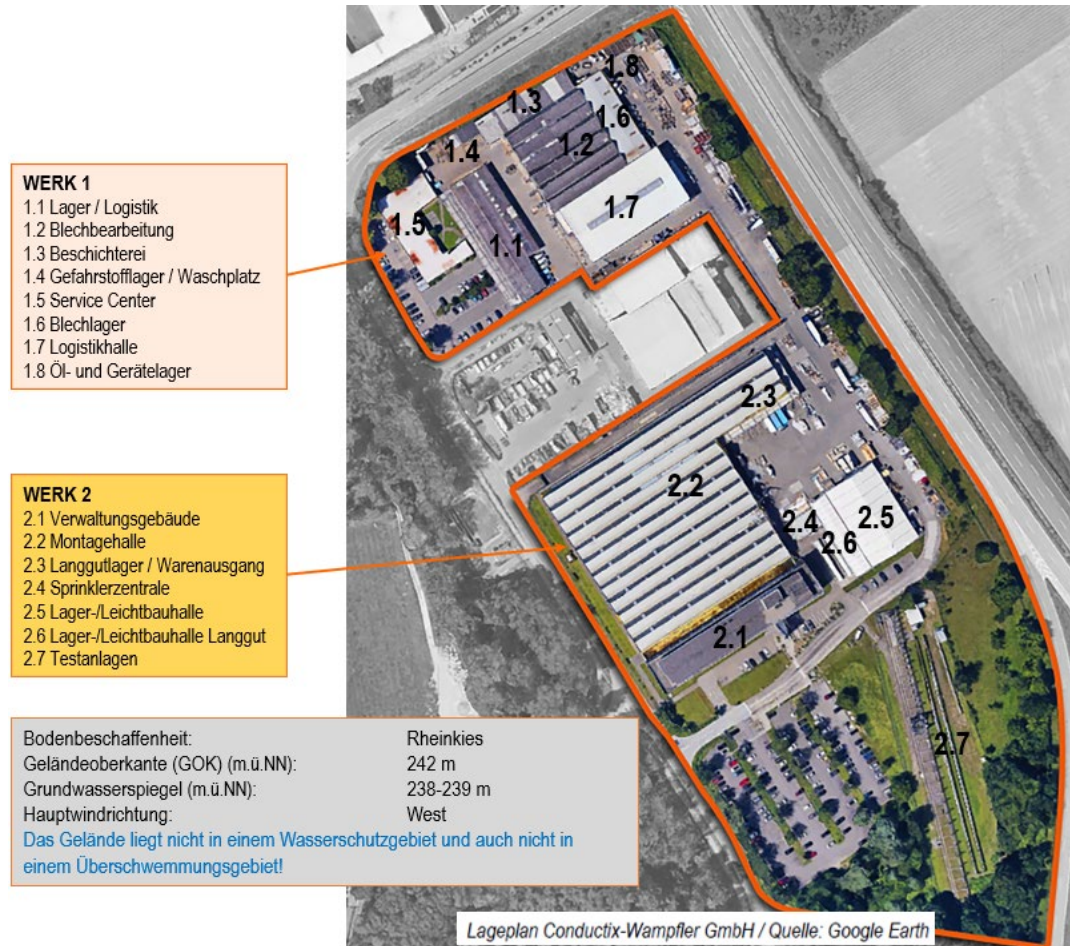 WERK 1
1.1 Lager / Logistik
1.2 Blechbearbeitung
1.3 Beschichterei
1.4 Gefahrstofflager / Waschplatz
1.5 Service Center
1.6 Blechlager
1.7 Logistikhalle
1.8 Öl- und Gerätelager
WERK 2
2.1 Verwaltungsgebäude
2.2 Montagehalle
2.3 Langgutlager / Warenausgang
2.4 Sprinklerzentrale
2.5 Lager-/Leichtbauhalle
2.6 Lager-/Leichtbauhalle Langgut
2.7 Testanlagen
Bodenbeschaffenheit: Rheinkies
Geländeoberkante (GOK) (m.ü.NN): 242 m
Grundwasserspiegel (m.ü.NN): 238-239 m
Hauptwindrichtung: West
Das Gelände liegt nicht in einem Wasserschutzgebiet und auch nicht in
einem Überschwemmungsgebiet!
1.8
1.3
1.6
1.4
1.2
1.7
1.5
1.1
2.3
2.2
2.5
2.4
2.6
2.1
2.7
Lageplan Conductix-Wampfler GmbH / Quelle: Google Earth